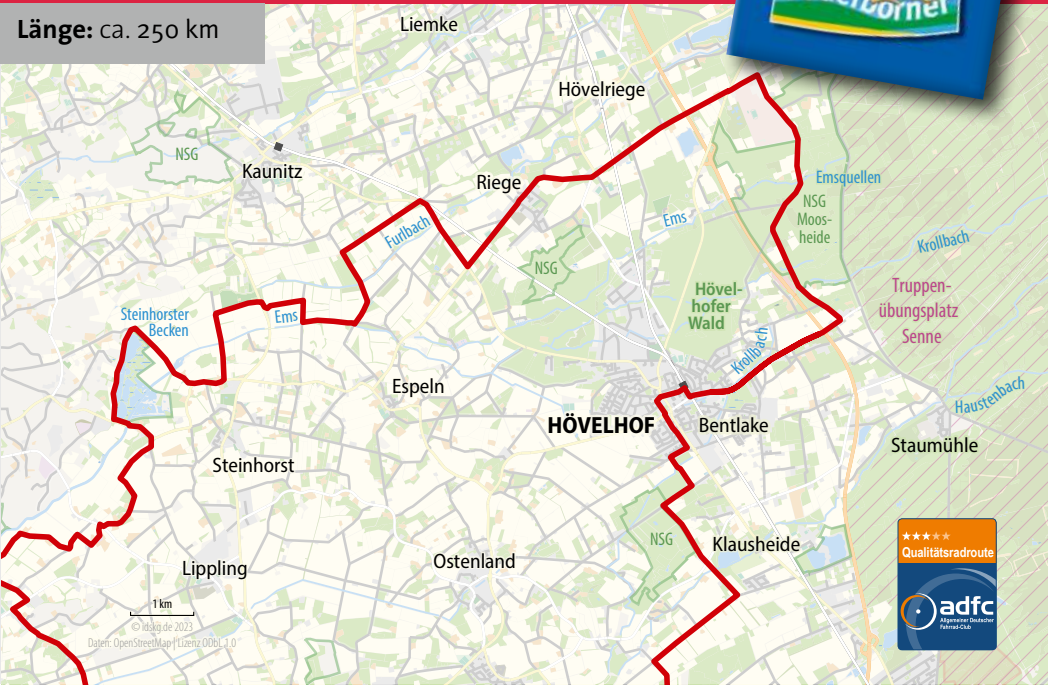 Länge: ca. 250 km
Liemke
Hövelriege
NSG
Kaunitz
Riege
Emsquellen
NSG
Moos-
heide
Ems
Furlbach
Krollbach
NSG
Truppen-
übungsplatz
Senne
Hövel-
hofer
Wald
Steinhorster
Becken
Ems
Krollbach
Espeln
Haustenbach
HÖVELHOF
Bentlake
Staumühle
Steinhorst
NSG
Klausheide
Qualitätsradroute
Ostenland
Lippling
1 km
adfc
Allgemeiner Deutscher
Fahrrad-Club
© idskg.de 2023
Daten: OpenStreetMap | Lizenz ODbL 1.0